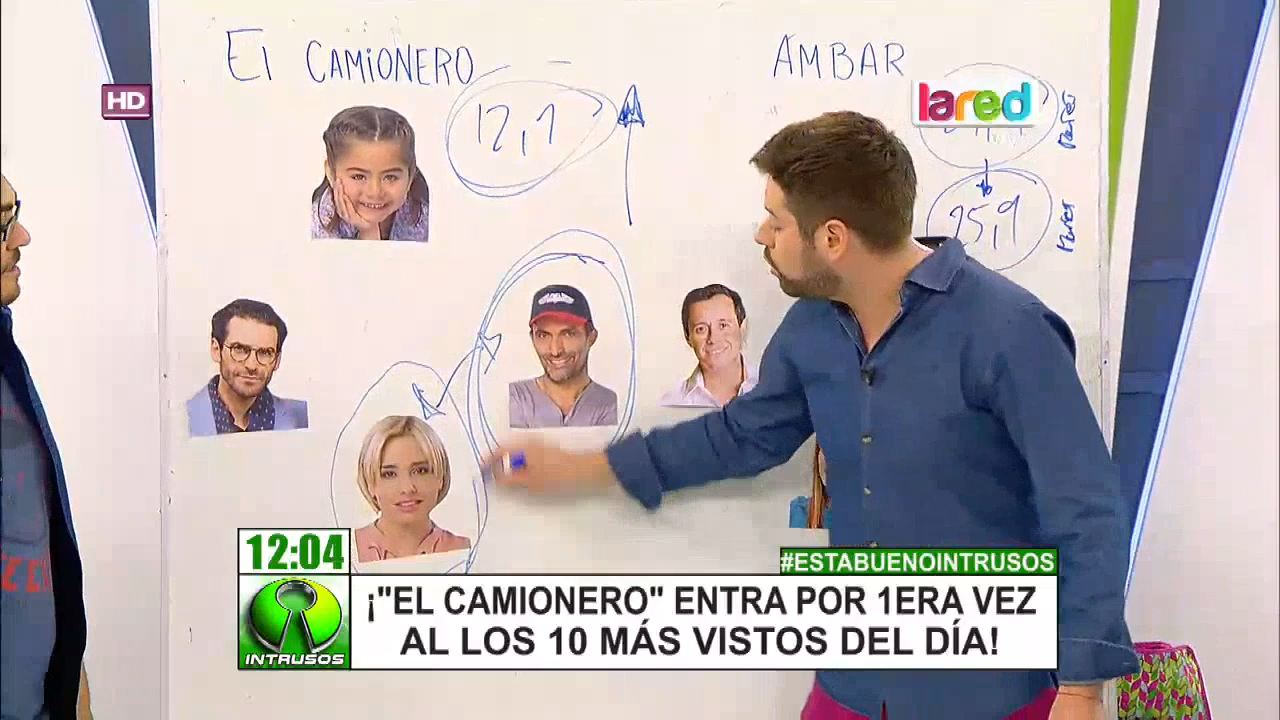 El CAMiONERO
AMBAR
HD
lared
12,1
25,9
12:04
#ESTABUENOINTRUSOS
¡"EL CAMIONERO" ENTRA POR 1ERA VEZ
AL LOS 10 MÁS VISTOS DEL DÍA!
INTRUSOS